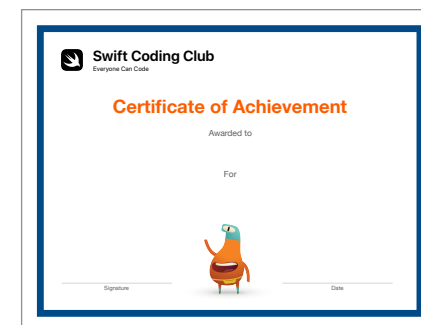 Swift Coding Club
Everyone Can Code
Certificate of Achievement
Awarded to
For
Signature
Date